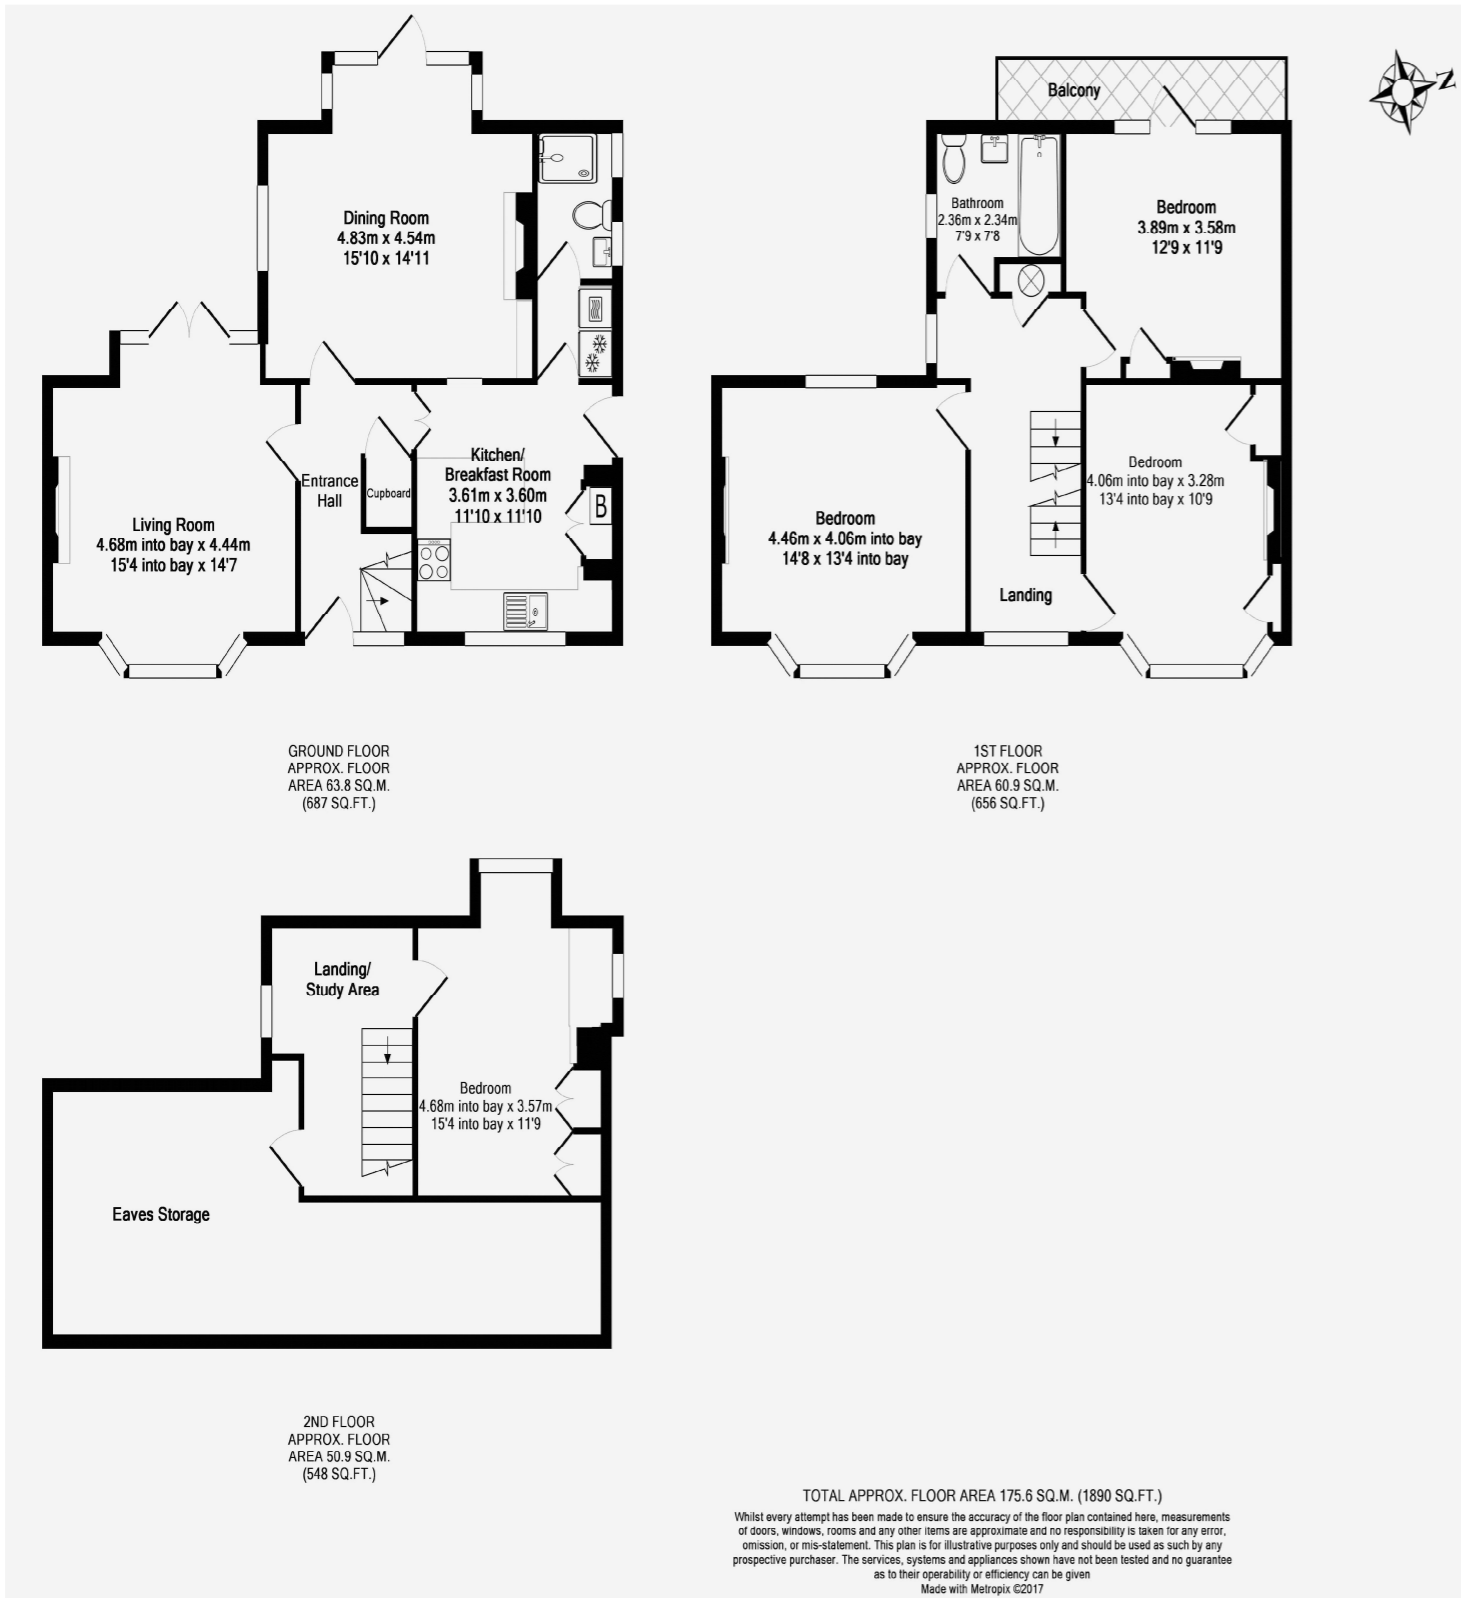 Balcony
N
Dining Room
4.83m x 4.54m
15'10 x 14'11
Bathroom
2.36m x 2.34m
7'9 x 7'8
Bedroom
3.89m x 3.58m
12'9 x 11'9
Living Room
4.68m into bay x 4.44m
15'4 into bay x 14'7
Entrance
Hall
Cupboard
Kitchen/
Breakfast Room
3.61m x 3.60m
11'10 x 11'10
B
Bedroom
4.46m x 4.06m into bay
14'8 x 13'4 into bay
Landing
Bedroom
4.06m into bay x 3.28m
13'4 into bay x 10'9
GROUND FLOOR
APPROX. FLOOR
AREA 63.8 SQ.M.
(687 SQ.FT.)
1ST FLOOR
APPROX. FLOOR
AREA 60.9 SQ.M.
(656 SQ.FT.)
Landing/
Study Area
Bedroom
4.68m into bay x 3.57m
15'4 into bay x 11'9
Eaves Storage
2ND FLOOR
APPROX. FLOOR
AREA 50.9 SQ.M.
(548 SQ.FT.)
TOTAL APPROX. FLOOR AREA 175.6 SQ.M. (1890 SQ.FT.)
Whilst every attempt has been made to ensure the accuracy of the floor plan contained here, measurements
of doors, windows, rooms and any other items are approximate and no responsibility is taken for any error,
omission, or mis-statement. This plan is for illustrative purposes only and should be used as such by any
prospective purchaser. The services, systems and appliances shown have not been tested and no guarantee
as to their operability or efficiency can be given
Made with Metropix ©2017